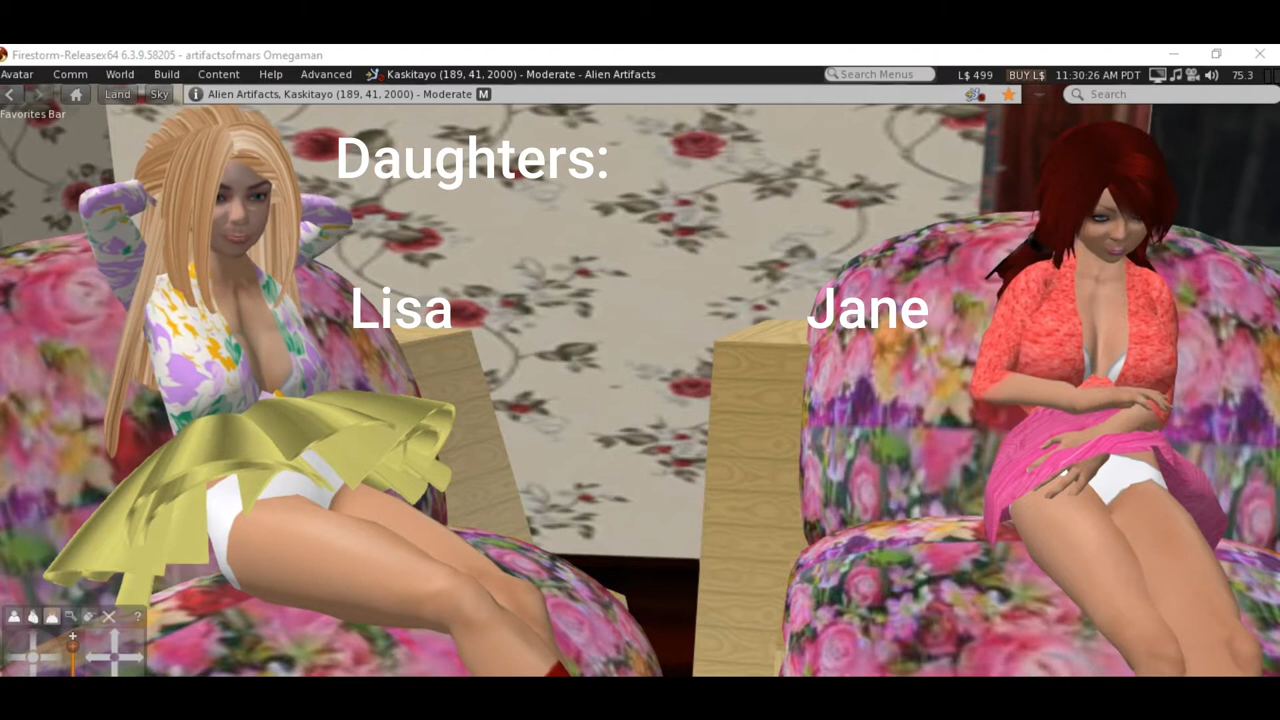 Firestorm-Releasex64 6.3.9.58205 - artifactsofmars Omegaman
Avatar Comm World Build Content Help Advanced Kaskitayo (189, 41, 2000) - Moderate - Alien Artifacts Search Menus L$ 499 BUY L$ 11:30:26 AM PDT 75.3
Land Sky Alien Artifacts, Kaskitayo (189, 41, 2000) - Moderate M Search
Favorites Bar
Daughters:
Lisa Jane
?